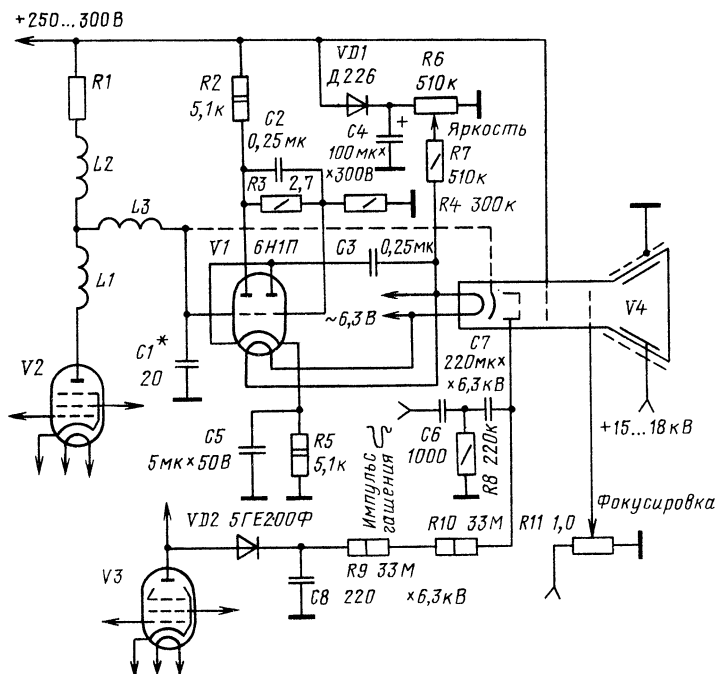 +250...300В
R1
R2
5,1к
VD1
Д226
R6
510к
C2
0,25мк
C4
+
100мк×
×300В
Яркость
R7
510к
L2
L3
R3
2,7
R4 300к
V1
6Н1П
C3
0,25мк
L1
V4
~6,3В
C1*
20
V2
C7
220мк×
×6,3кВ
+15...18кВ
C5
5мк×50В
R5
5,1к
Импульс
гашения
C6
1000
R8 220к
Фокусировка
VD2 5ГЕ200Ф
R10 33М
R11 1,0
V3
R9 33М
C8 220 ×6,3кВ